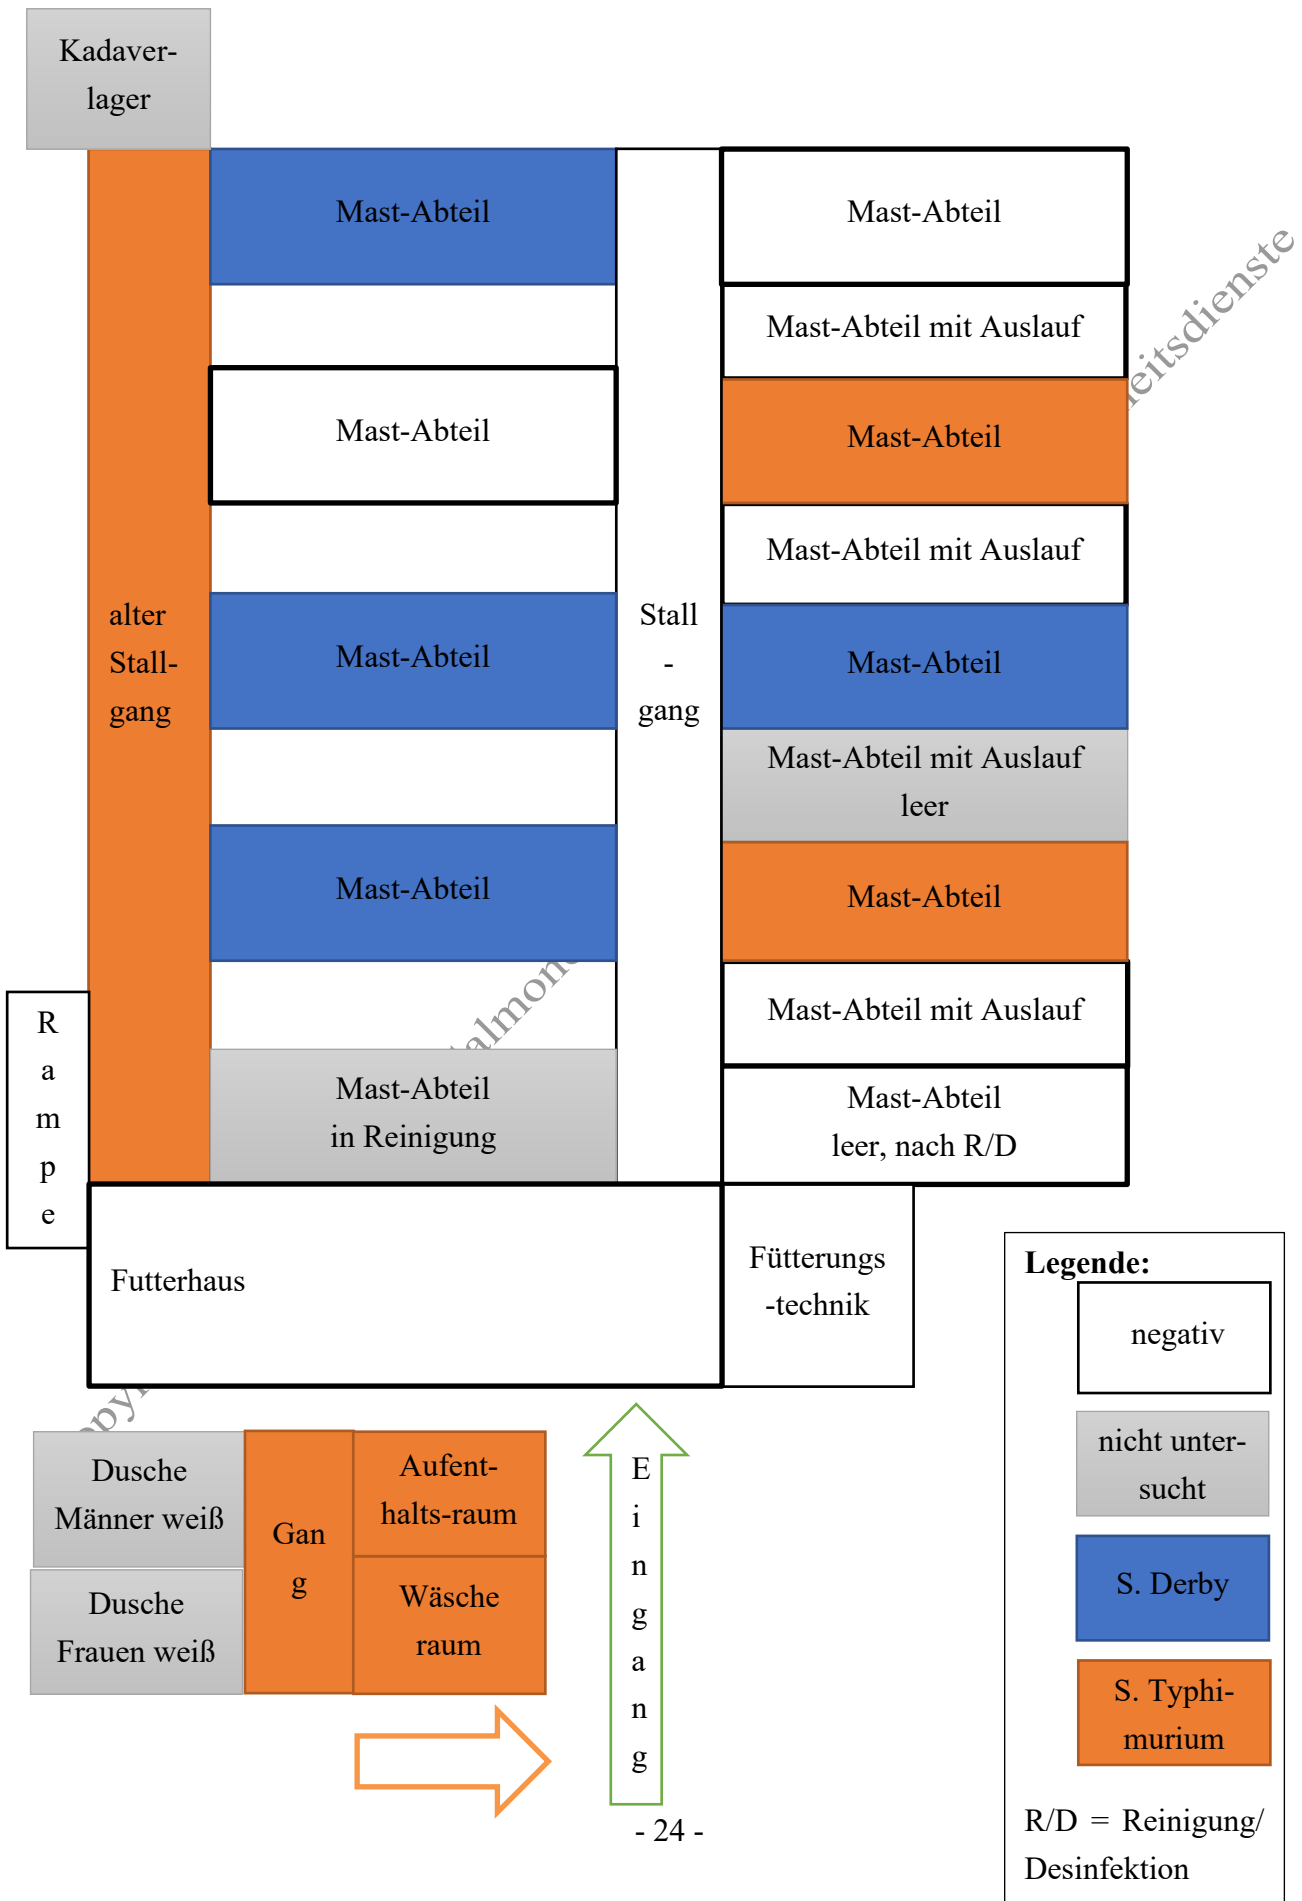 Kadaver-
lager
Mast-Abteil
Mast-Abteil
Mast-Abteil mit Auslauf
Mast-Abteil
Mast-Abteil
Mast-Abteil mit Auslauf
alter
Stall-
gang
Mast-Abteil
Stall
-
gang
Mast-Abteil
Mast-Abteil mit Auslauf
leer
Mast-Abteil
Mast-Abteil
Mast-Abteil mit Auslauf
R
a
m
p
e
Mast-Abteil
in Reinigung
Mast-Abteil
leer, nach R/D
Futterhaus
Fütterungs
-technik
Dusche
Männer weiß
Dusche
Frauen weiß
Gan
g
Aufent-
halts-raum
Wäsche
raum
E
i
n
g
a
n
g
Legende:
negativ
nicht unter-
sucht
S. Derby
S. Typhi-
murium
R/D = Reinigung/
Desinfektion
- 24 -